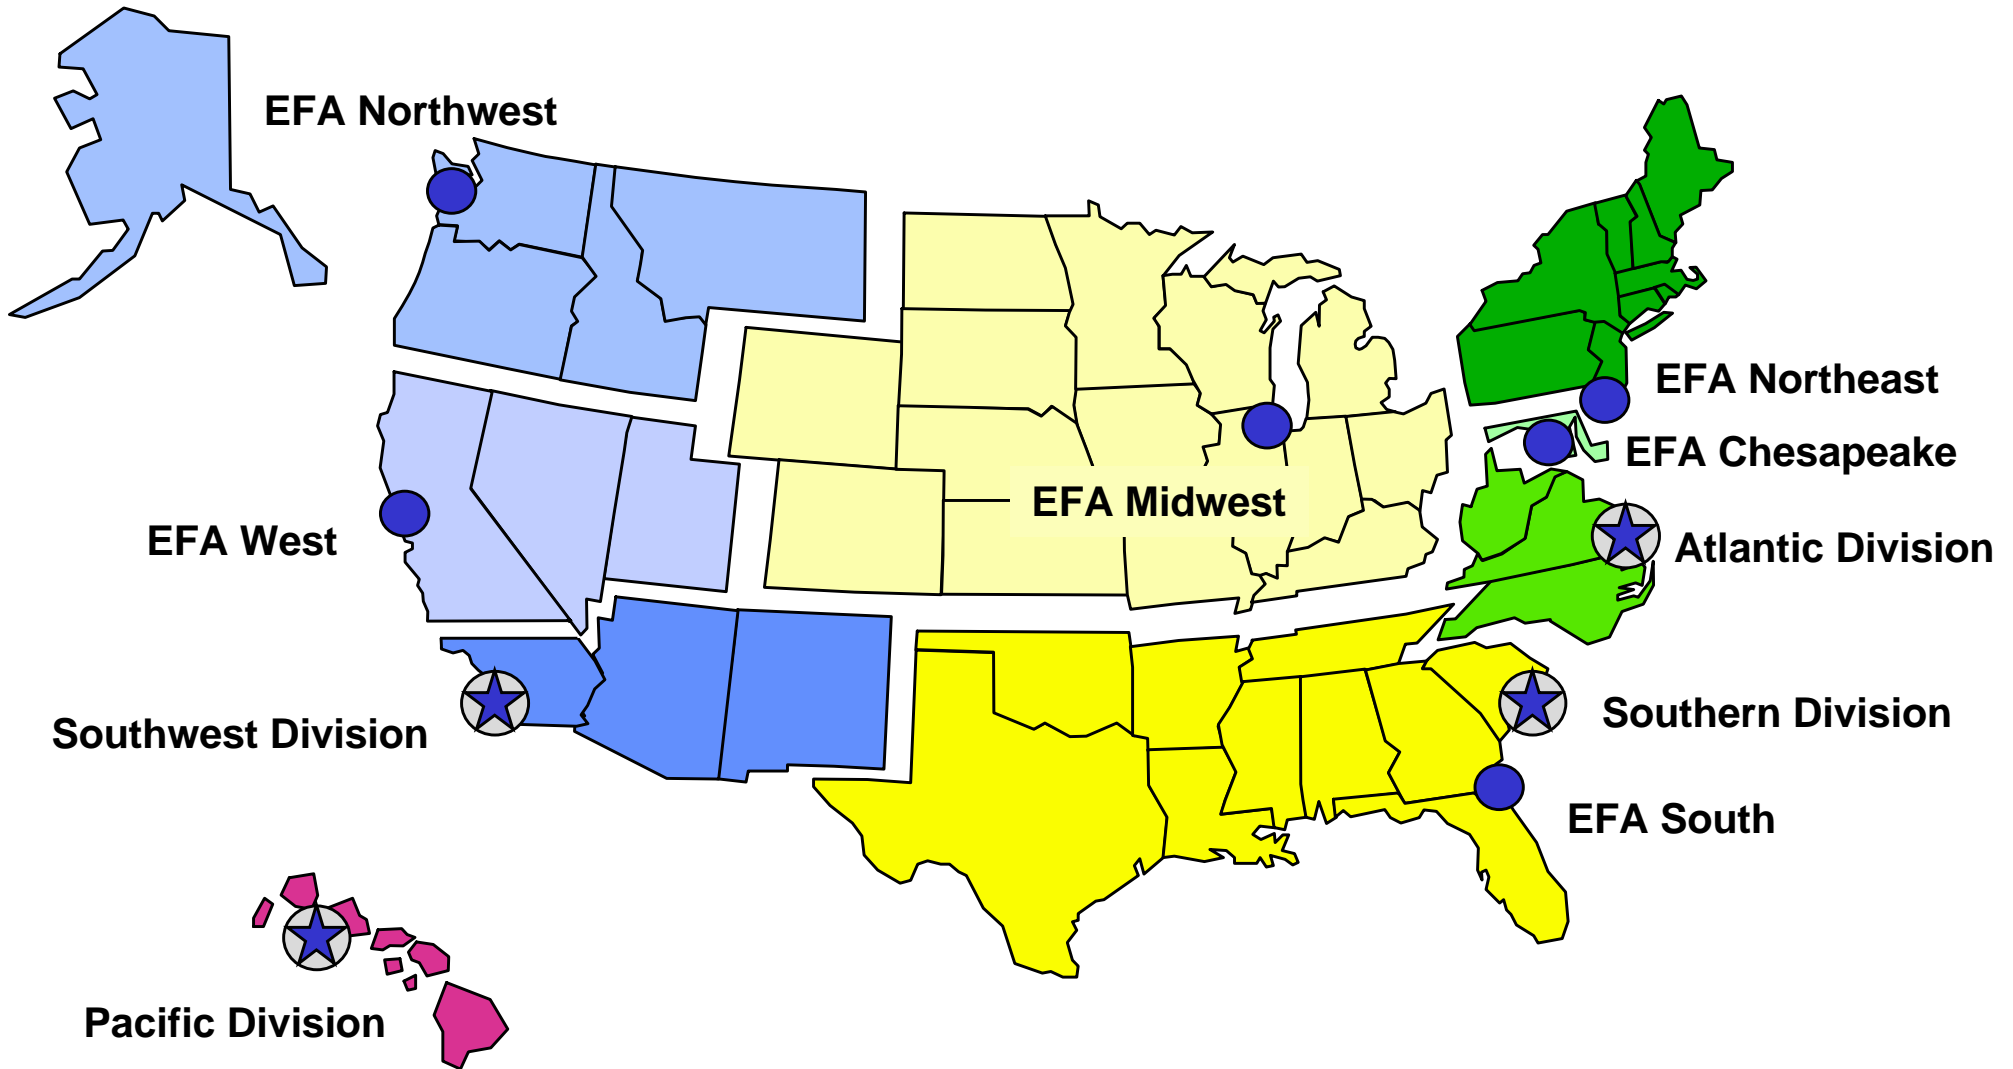 EFA Northwest
EFA Northeast
EFA Chesapeake
EFA Midwest
EFA West
Atlantic Division
Southwest Division
Southern Division
EFA South
Pacific Division